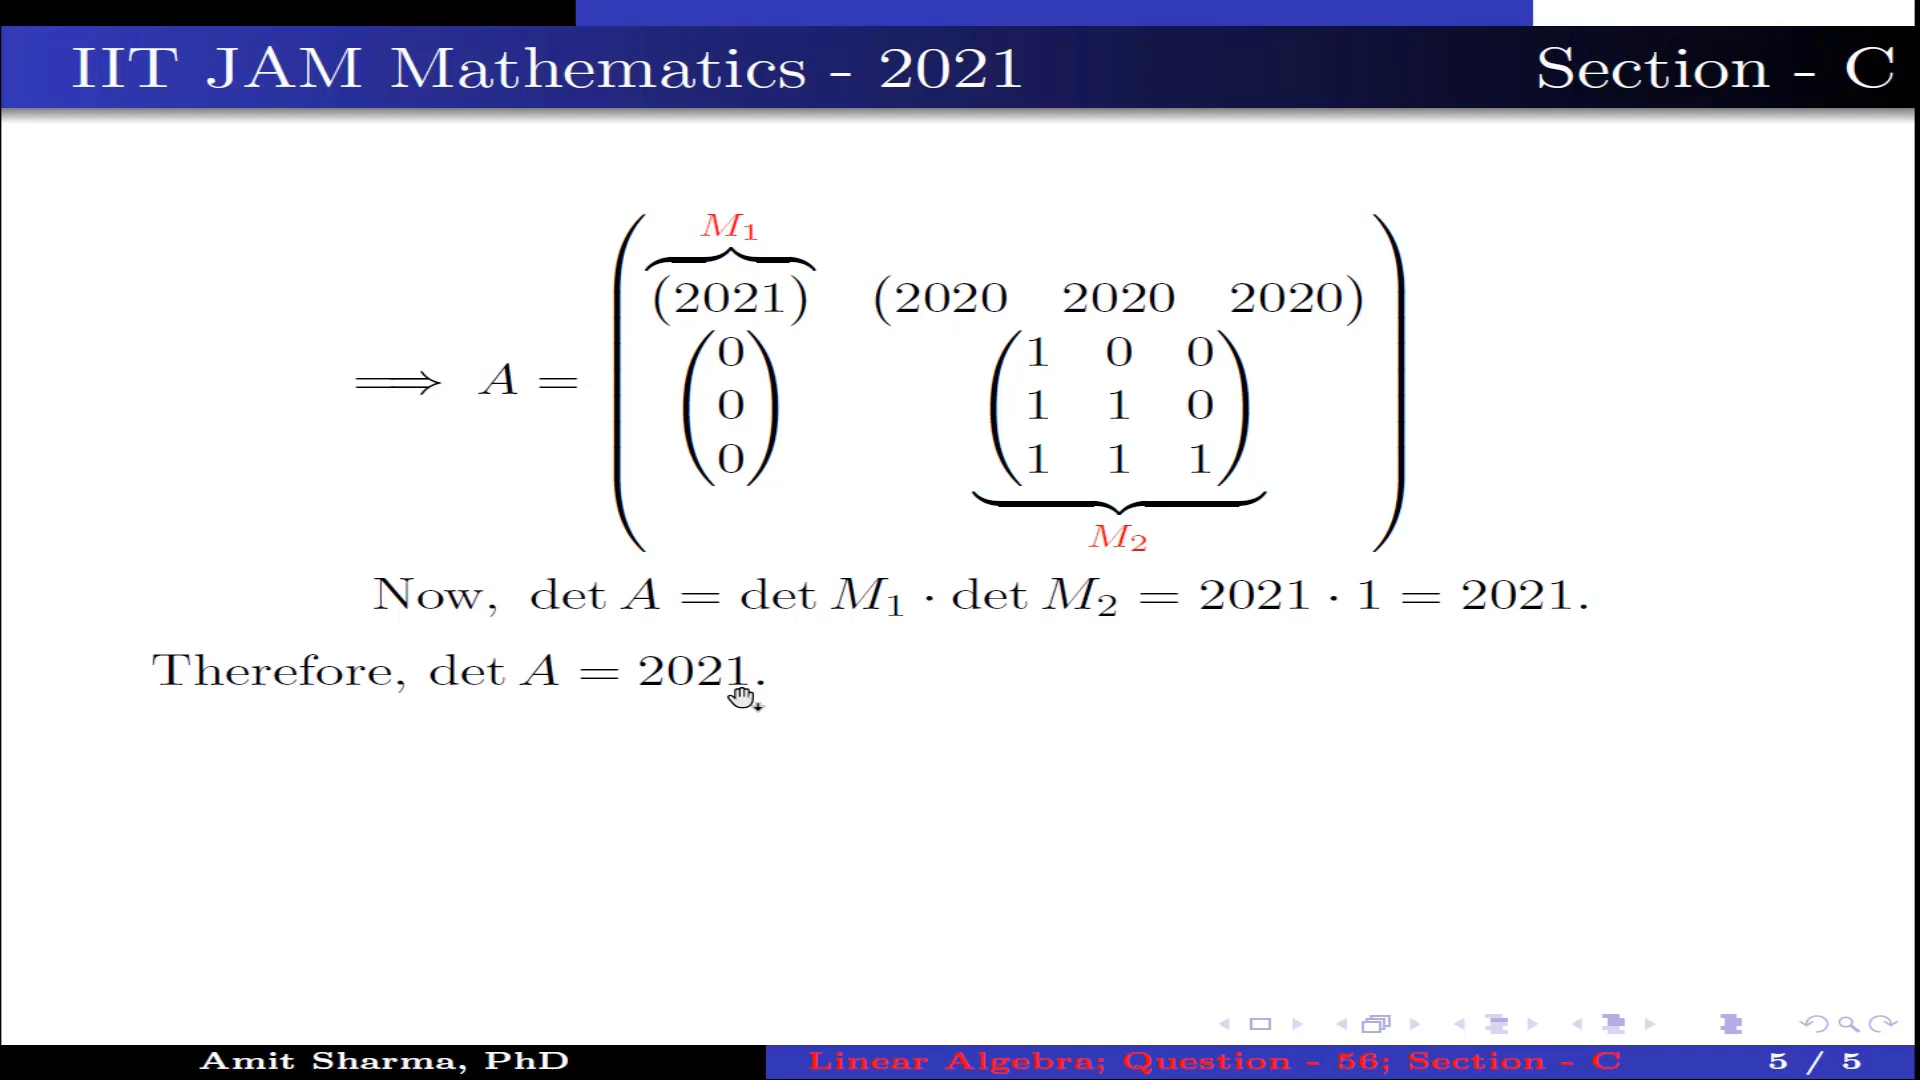 IIT JAM Mathematics - 2021 Section - C
M₁
(2021) (2020 2020 2020)
0 1 0 0
⟹ A =
0 1 1 0
0 1 1 1
M₂
Now, det A = det M₁ · det M₂ = 2021 · 1 = 2021.
Therefore, det A = 2021.
Amit Sharma, PhD Linear Algebra; Question - 56; Section - C 5 / 5